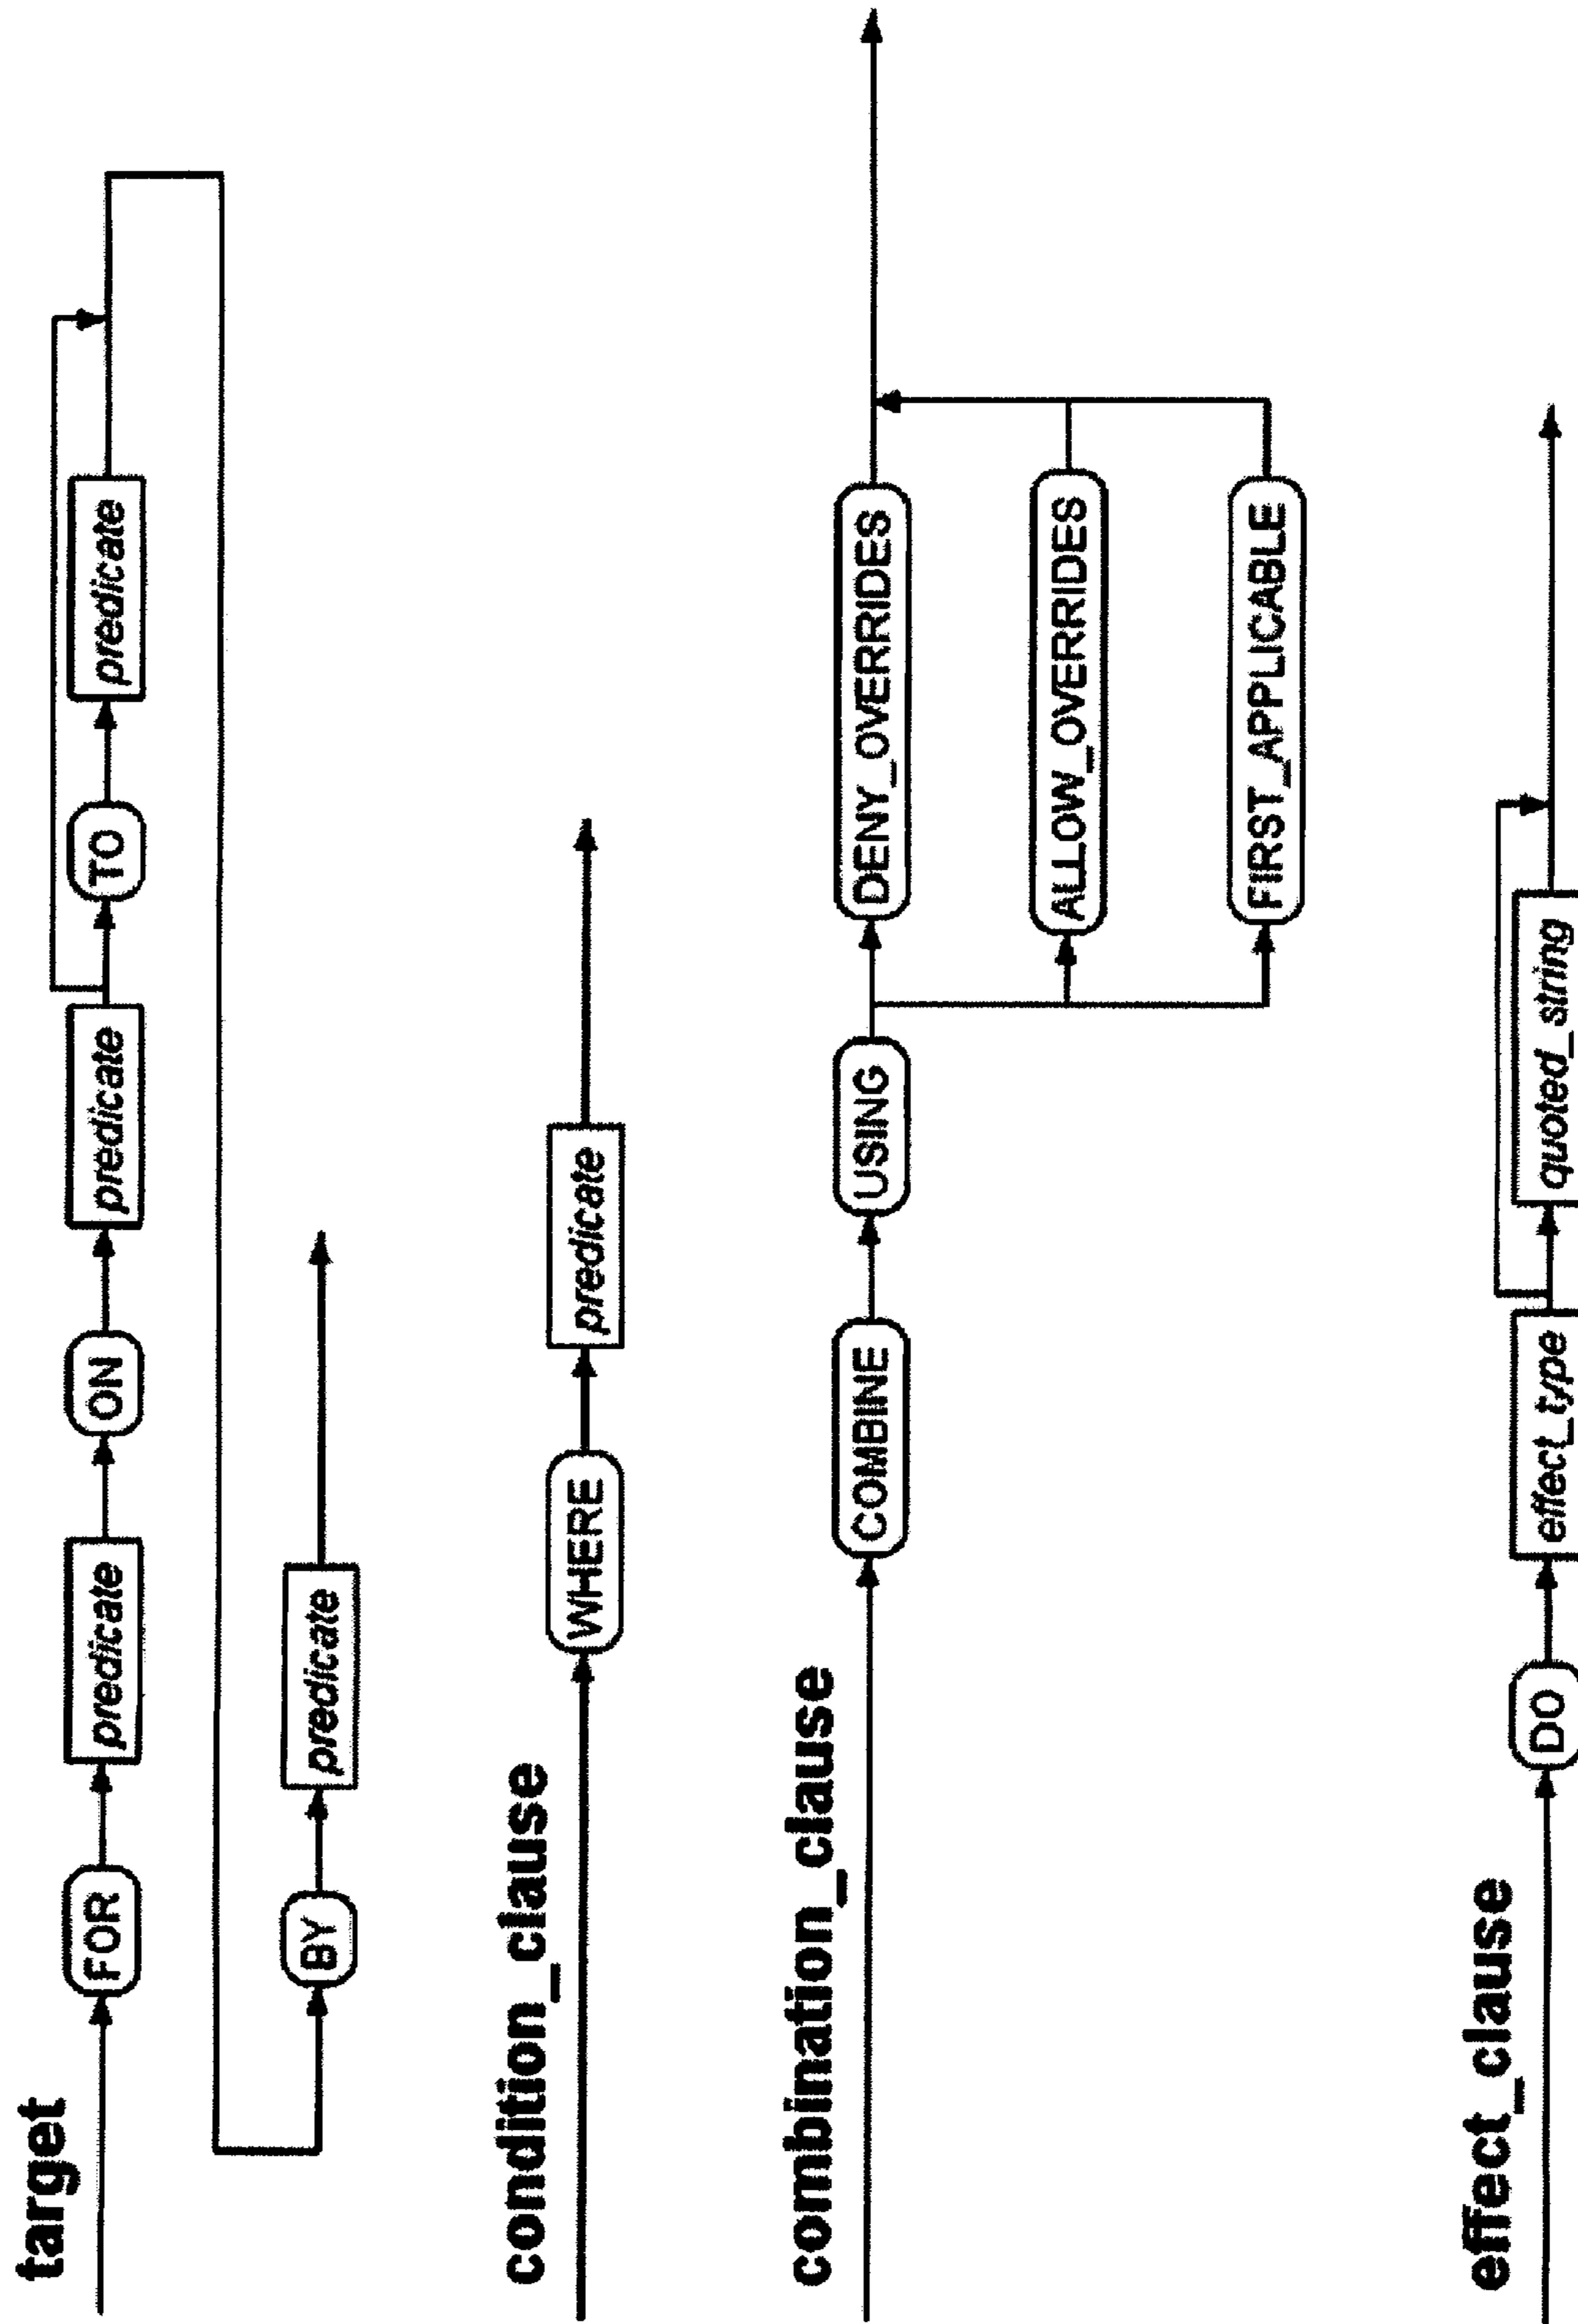 target
FOR predicate ON predicate TO predicate
BY predicate
condition_clause
WHERE predicate
combination_clause
COMBINE USING DENY_OVERRIDES
ALLOW_OVERRIDES
FIRST_APPLICABLE
effect_clause
DO effect_type quoted_string